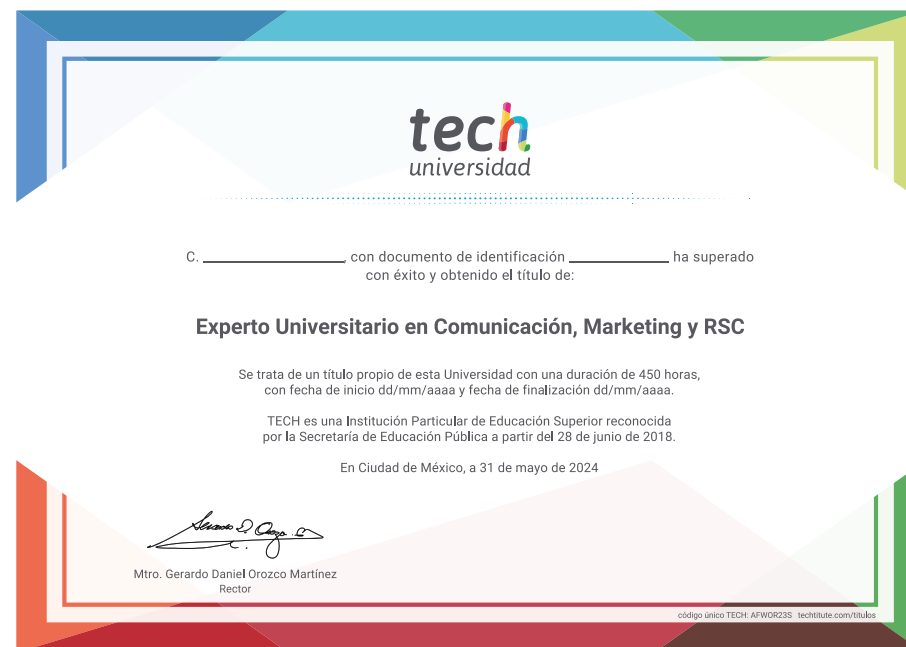 tech
universidad
C. ____________________, con documento de identificación ______________ ha superado
con éxito y obtenido el título de:
Experto Universitario en Comunicación, Marketing y RSC
Se trata de un título propio de esta Universidad con una duración de 450 horas,
con fecha de inicio dd/mm/aaaa y fecha de finalización dd/mm/aaaa.
TECH es una Institución Particular de Educación Superior reconocida
por la Secretaría de Educación Pública a partir del 28 de junio de 2018.
En Ciudad de México, a 31 de mayo de 2024
Mtro. Gerardo Daniel Orozco Martínez
Rector
código único TECH: AFWOR23S techtitute.com/titulos